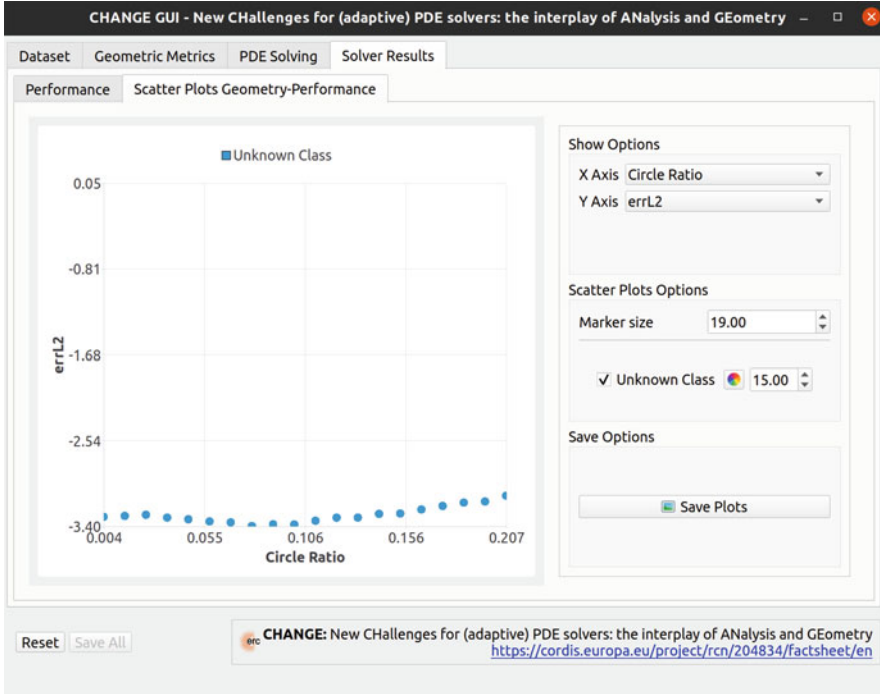 CHANGE GUI - New CHallenges for (adaptive) PDE solvers: the interplay of ANalysis and GEometry
Dataset Geometric Metrics PDE Solving Solver Results
Performance Scatter Plots Geometry-Performance
Unknown Class
0.05
-0.81
-1.68
-2.54
-3.40
errL2
0.004 0.055 0.106 0.156 0.207
Circle Ratio
Show Options
X Axis Circle Ratio
Y Axis errL2
Scatter Plots Options
Marker size 19.00
Unknown Class 15.00
Save Options
Save Plots
Reset Save All
erc CHANGE: New CHallenges for (adaptive) PDE solvers: the interplay of ANalysis and GEometry
https://cordis.europa.eu/project/rcn/204834/factsheet/en